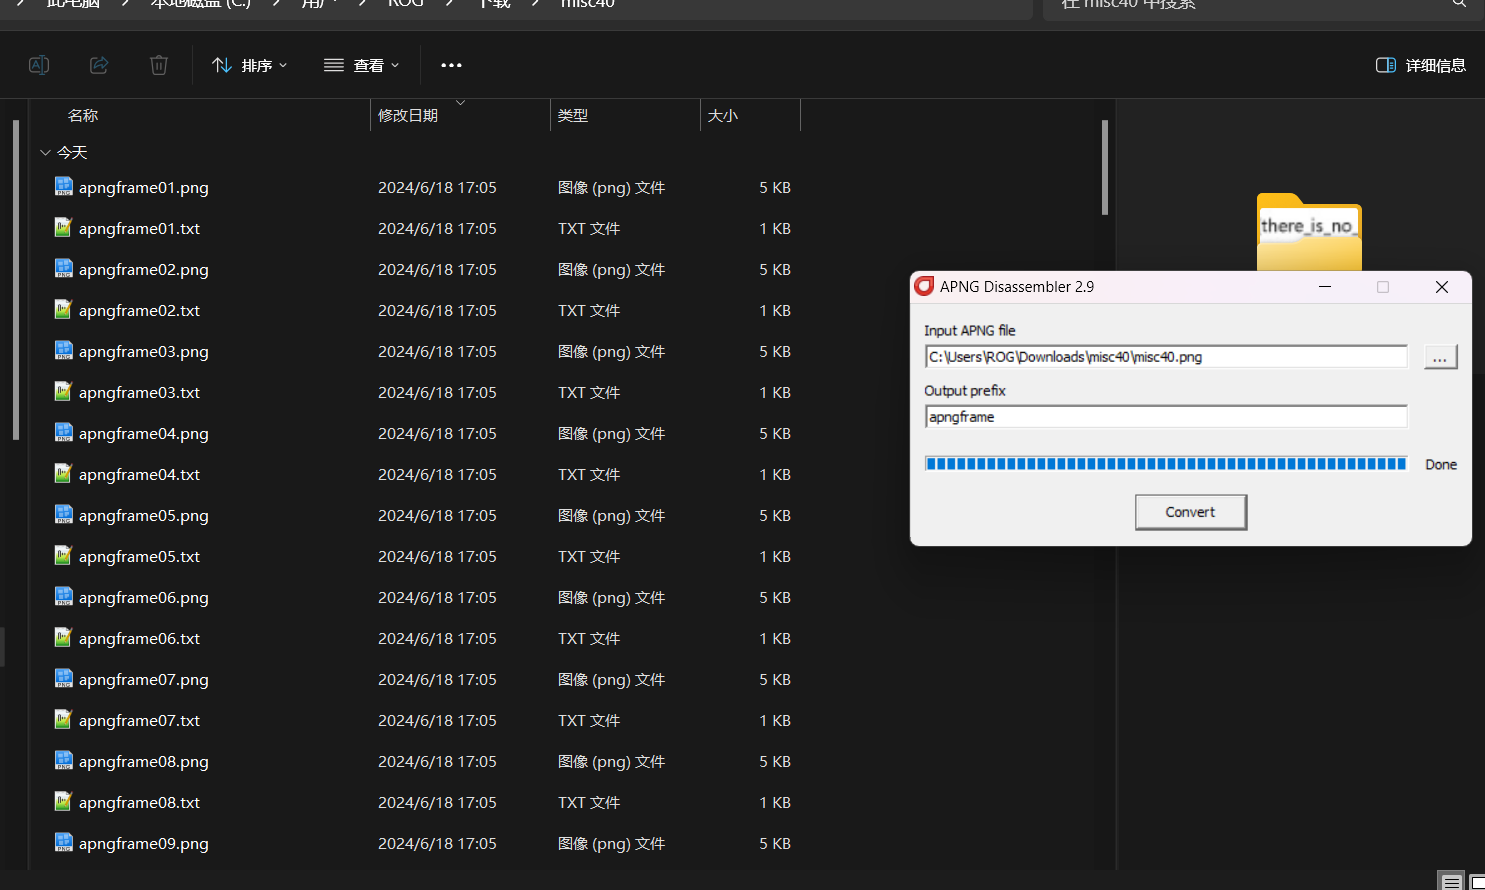 此电脑 本地磁盘 (C:) 用户 ROG 下载 misc40
在 misc40 中搜索
排序 查看 ••• 详细信息
名称 修改日期 类型 大小
今天
apngframe01.png 2024/6/18 17:05 图像 (png) 文件 5 KB
apngframe01.txt 2024/6/18 17:05 TXT 文件 1 KB
apngframe02.png 2024/6/18 17:05 图像 (png) 文件 5 KB
apngframe02.txt 2024/6/18 17:05 TXT 文件 1 KB
apngframe03.png 2024/6/18 17:05 图像 (png) 文件 5 KB
apngframe03.txt 2024/6/18 17:05 TXT 文件 1 KB
apngframe04.png 2024/6/18 17:05 图像 (png) 文件 5 KB
apngframe04.txt 2024/6/18 17:05 TXT 文件 1 KB
apngframe05.png 2024/6/18 17:05 图像 (png) 文件 5 KB
apngframe05.txt 2024/6/18 17:05 TXT 文件 1 KB
apngframe06.png 2024/6/18 17:05 图像 (png) 文件 5 KB
apngframe06.txt 2024/6/18 17:05 TXT 文件 1 KB
apngframe07.png 2024/6/18 17:05 图像 (png) 文件 5 KB
apngframe07.txt 2024/6/18 17:05 TXT 文件 1 KB
apngframe08.png 2024/6/18 17:05 图像 (png) 文件 5 KB
apngframe08.txt 2024/6/18 17:05 TXT 文件 1 KB
apngframe09.png 2024/6/18 17:05 图像 (png) 文件 5 KB
there_is_no_
APNG Disassembler 2.9
Input APNG file
C:\Users\ROG\Downloads\misc40\misc40.png ...
Output prefix
apngframe
Done
Convert